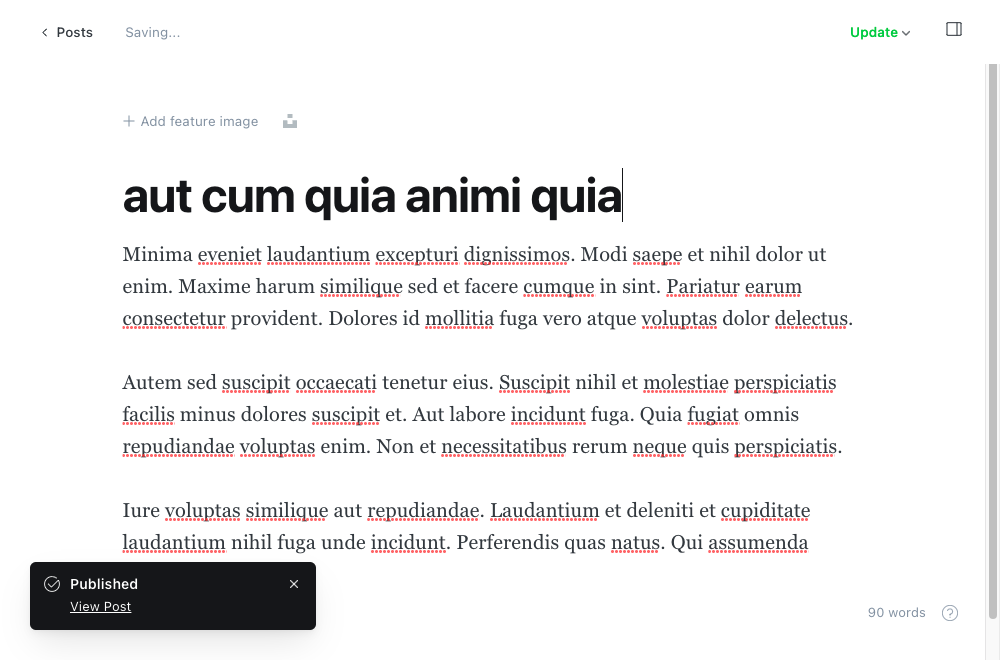 Posts
Saving...
Update
Add feature image
aut cum quia animi quia
Minima eveniet laudantium excepturi dignissimos. Modi saepe et nihil dolor ut
enim. Maxime harum similique sed et facere cumque in sint. Pariatur earum
consectetur provident. Dolores id mollitia fuga vero atque voluptas dolor delectus.
Autem sed suscipit occaecati tenetur eius. Suscipit nihil et molestiae perspiciatis
facilis minus dolores suscipit et. Aut labore incidunt fuga. Quia fugiat omnis
repudiandae voluptas enim. Non et necessitatibus rerum neque quis perspiciatis.
Iure voluptas similique aut repudiandae. Laudantium et deleniti et cupiditate
laudantium nihil fuga unde incidunt. Perferendis quas natus. Qui assumenda
Published
View Post
90 words